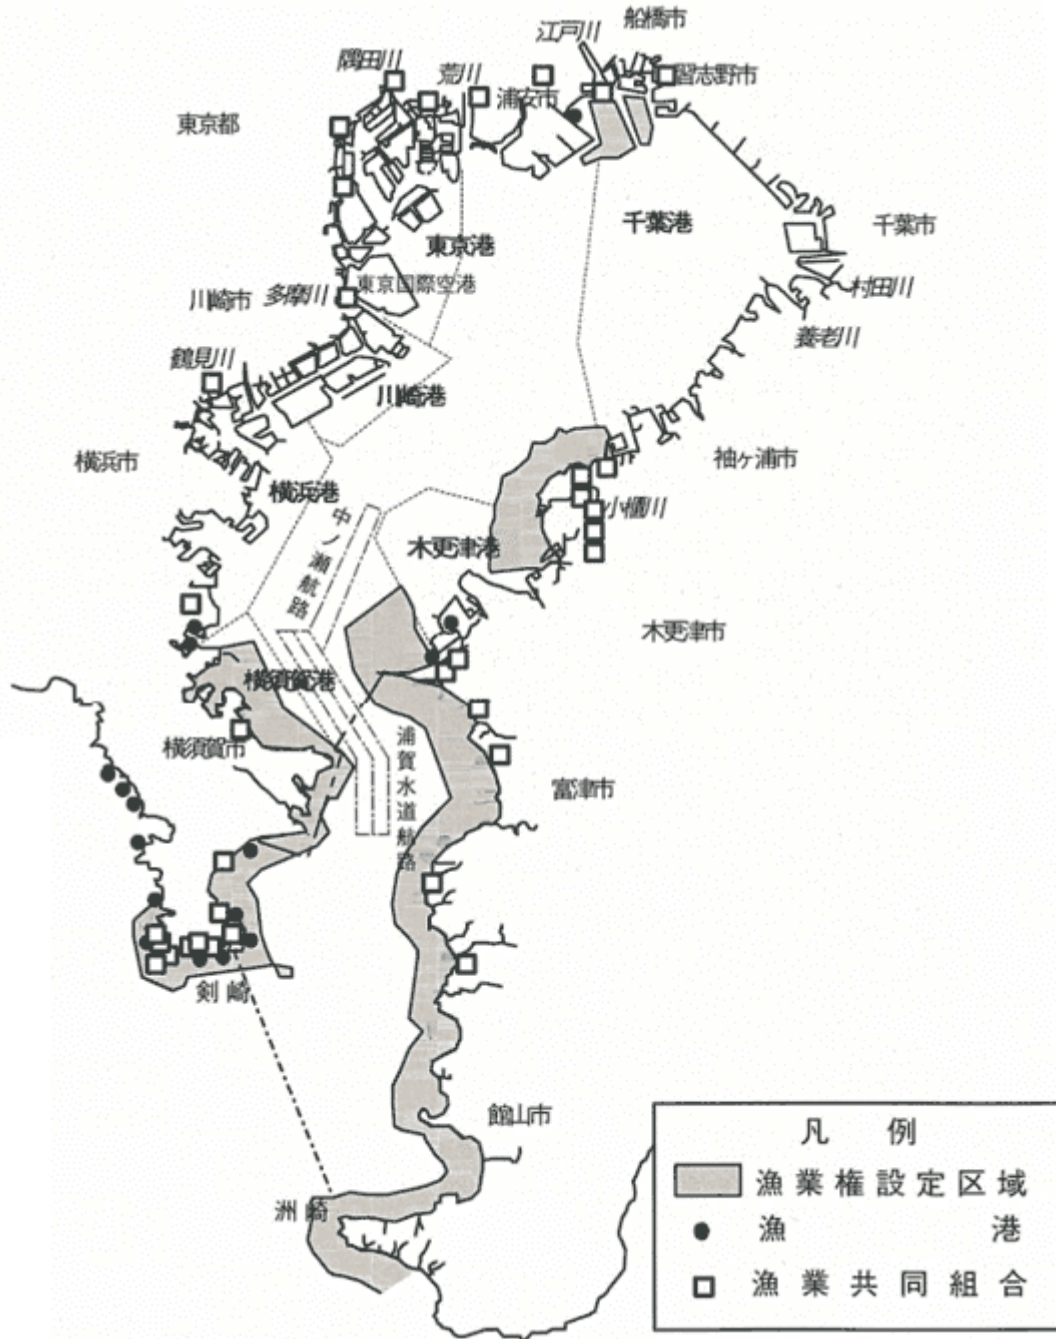 船橋市
江戸川
隅田川
荒川
習志野市
浦安市
東京都
千葉港
千葉市
東京港
東京国際空港
川崎市
多摩川
村田川
養老川
鶴見川
川崎港
横浜市
袖ヶ浦市
横浜港
小櫃川
中ノ瀬航路
木更津港
木更津市
横須賀港
横須賀市
浦賀水道航路
富津市
剣崎
館山市
洲崎
凡例
漁業権設定区域
漁港
漁業共同組合